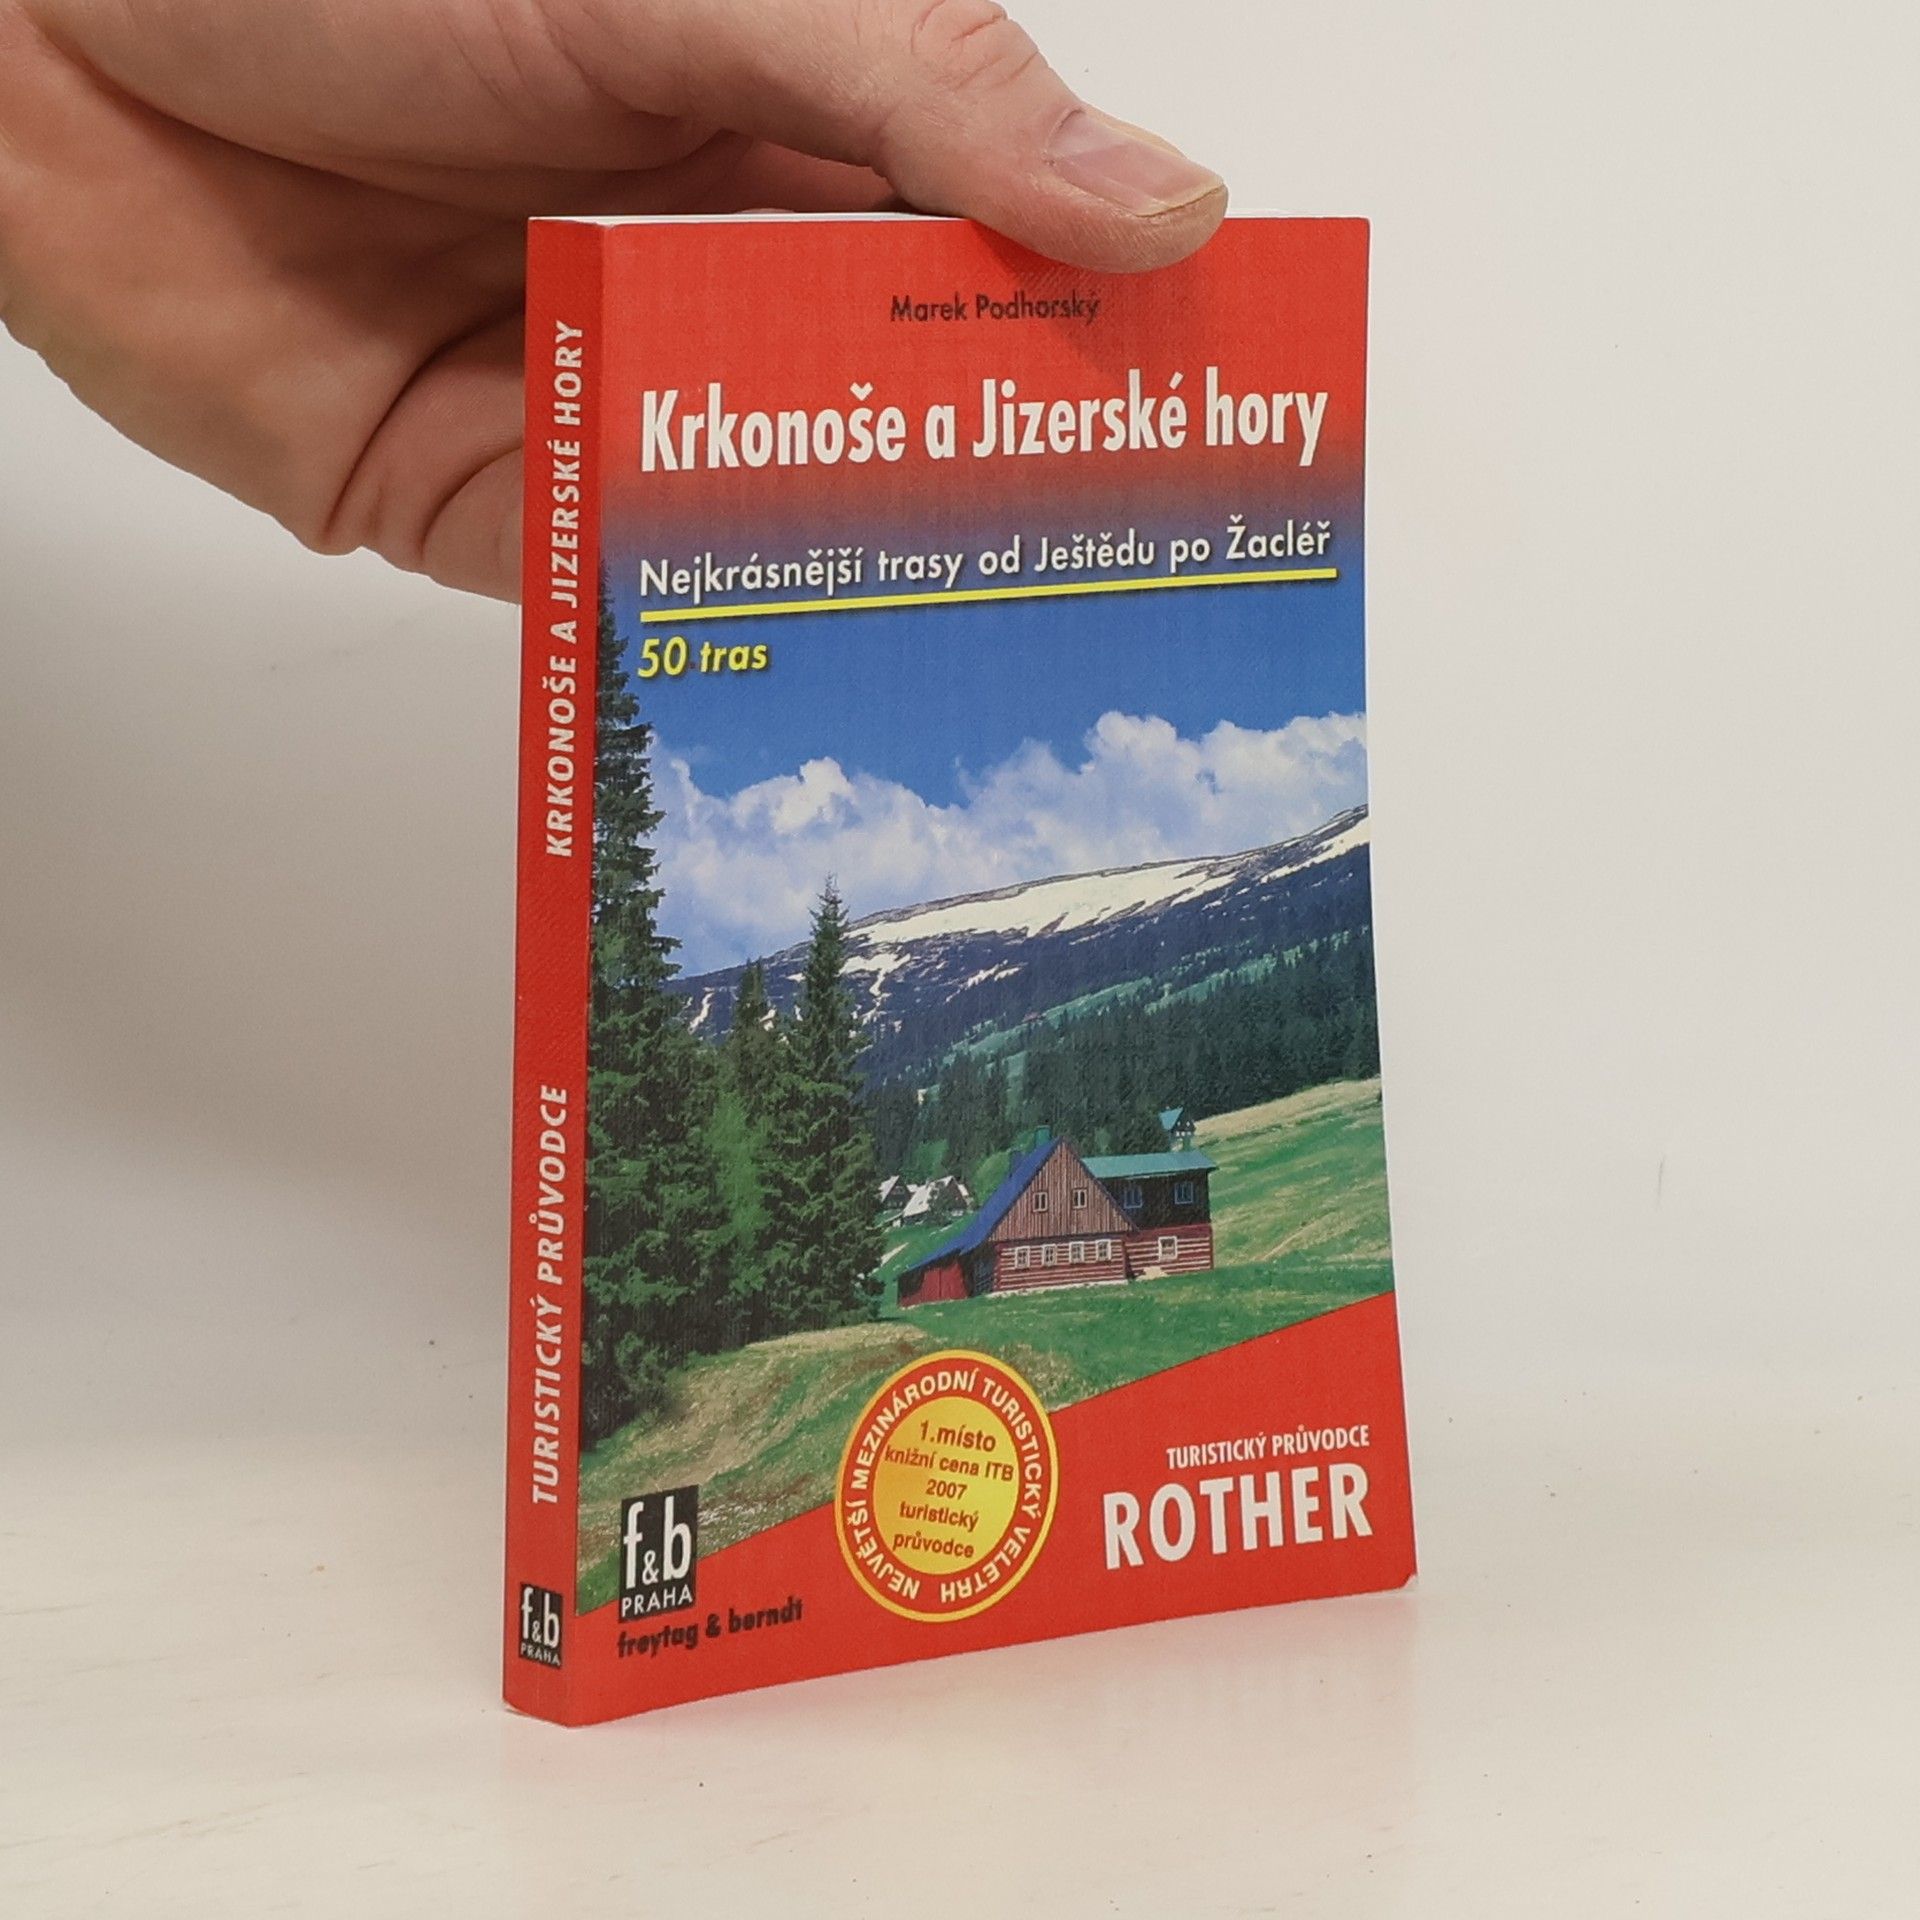 Marek Podhorský
Krkonoše a Jizerské hory
Nejkrásnější trasy od Ještědu po Žacléř
50 tras
NEJVĚTŠÍ MEZINÁRODNÍ TURISTICKÝ VELETRH
1.místo
knižní cena ITB
2007
turistický
průvodce
TURISTICKÝ PRŮVODCE
ROTHER
f&b
PRAHA
freytag & berndt
KRKONOŠE A JIZERSKÉ HORY
TURISTICKÝ PRŮVODCE
f&b
PRAHA